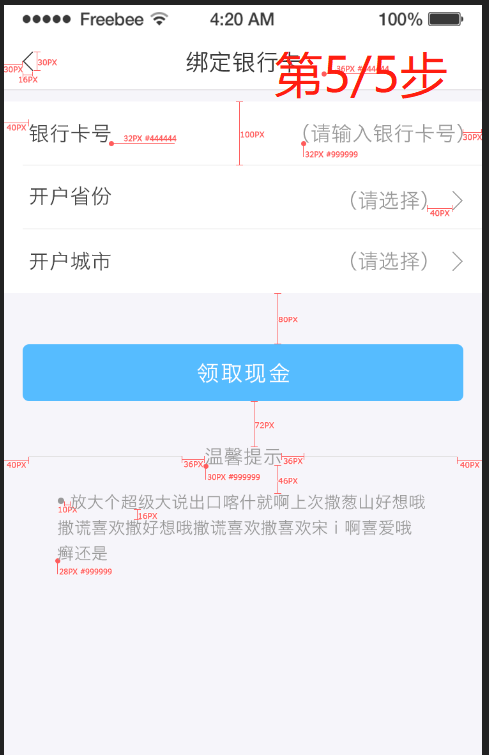 Freebee 4:20 AM 100%
绑定银行卡
第5/5步
30PX 30PX 16PX 36PX #444444
40PX 银行卡号 32PX #444444 100PX （请输入银行卡号） 30PX
32PX #999999
开户省份 （请选择） 40PX
开户城市 （请选择）
80PX
领取现金
72PX
40PX 36PX 温馨提示 36PX 40PX
30PX #999999 46PX
放大个超级大说出口喀什就啊上次撒葱山好想哦
10PX 16PX
撒谎喜欢撒好想哦撒谎喜欢撒喜欢宋ｉ啊喜爱哦
癣还是
28PX #999999